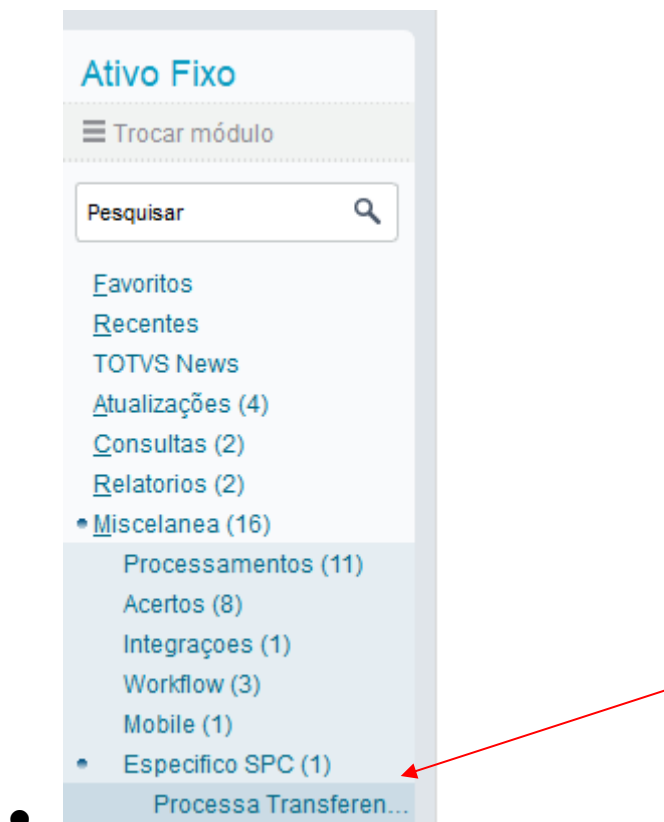 Ativo Fixo
Trocar módulo
Pesquisar
Favoritos
Recentes
TOTVS News
Atualizações (4)
Consultas (2)
Relatorios (2)
Miscelanea (16)
Processamentos (11)
Acertos (8)
Integraçoes (1)
Workflow (3)
Mobile (1)
Especifico SPC (1)
Processa Transferen...